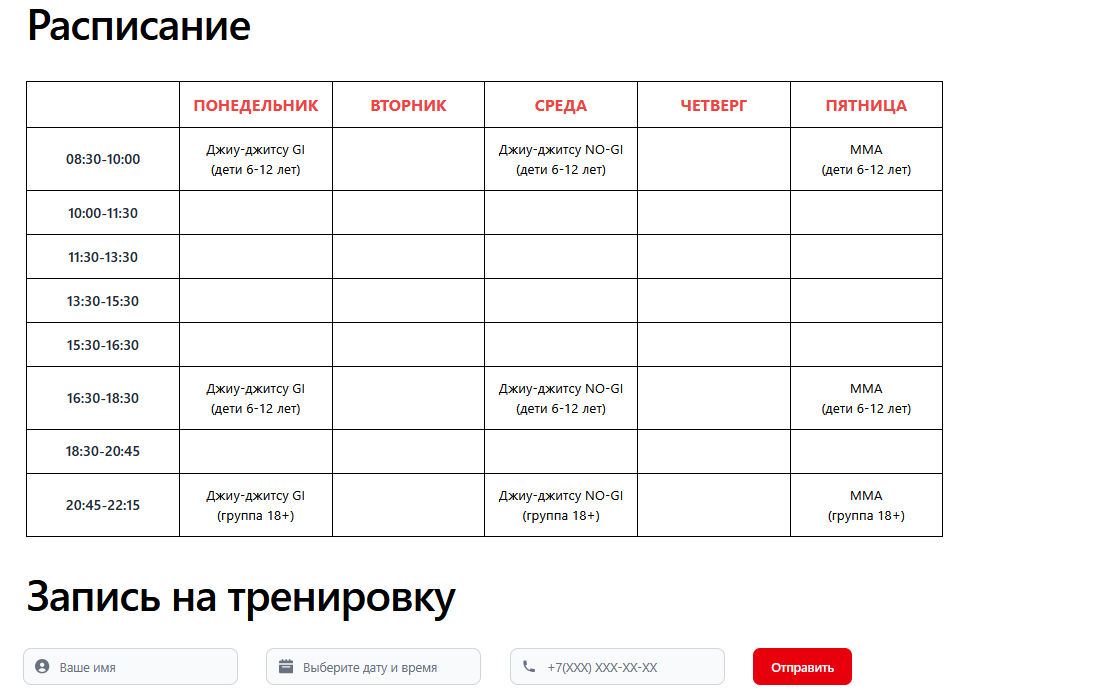 Расписание
ПОНЕДЕЛЬНИК ВТОРНИК СРЕДА ЧЕТВЕРГ ПЯТНИЦА
08:30-10:00 Джиу-джитсу GI Джиу-джитсу NO-GI ММА
(дети 6-12 лет) (дети 6-12 лет) (дети 6-12 лет)
10:00-11:30
11:30-13:30
13:30-15:30
15:30-16:30
16:30-18:30 Джиу-джитсу GI Джиу-джитсу NO-GI ММА
(дети 6-12 лет) (дети 6-12 лет) (дети 6-12 лет)
18:30-20:45
20:45-22:15 Джиу-джитсу GI Джиу-джитсу NO-GI ММА
(группа 18+) (группа 18+) (группа 18+)
Запись на тренировку
Ваше имя Выберите дату и время +7(XXX) XXX-XX-XX Отправить